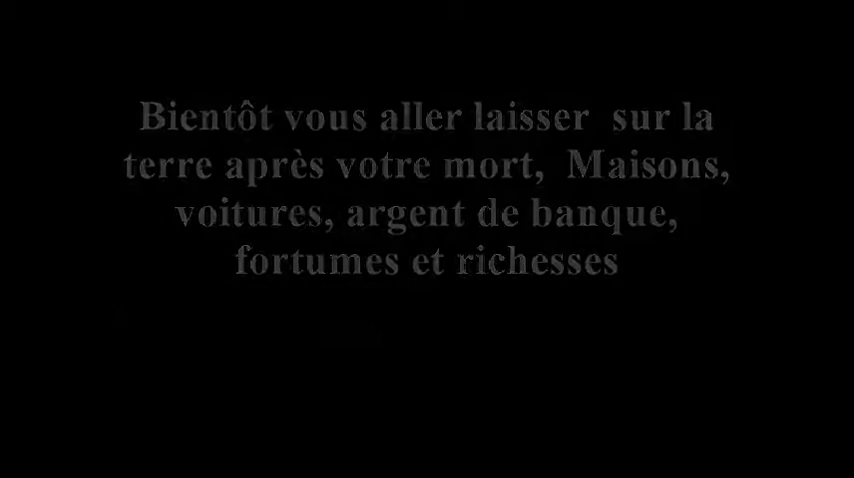 Bientôt vous aller laisser sur la
terre après votre mort, Maisons,
voitures, argent de banque,
fortumes et richesses